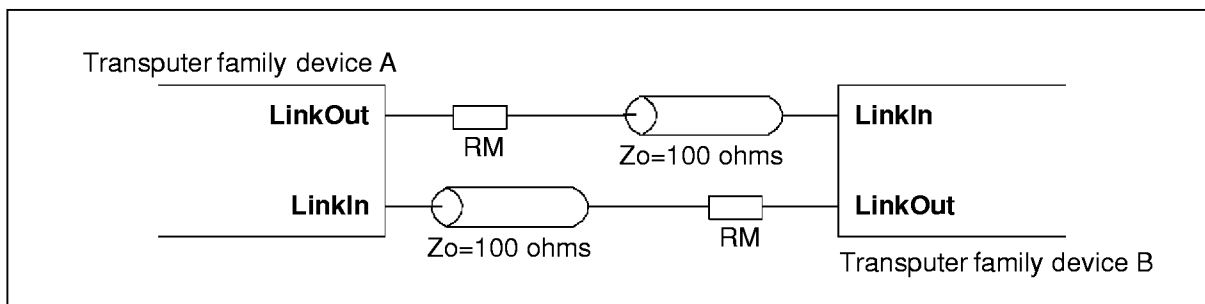 Transputer family device A
LinkOut
RM
Zo=100 ohms
LinkIn
LinkIn
Zo=100 ohms
RM
LinkOut
Transputer family device B